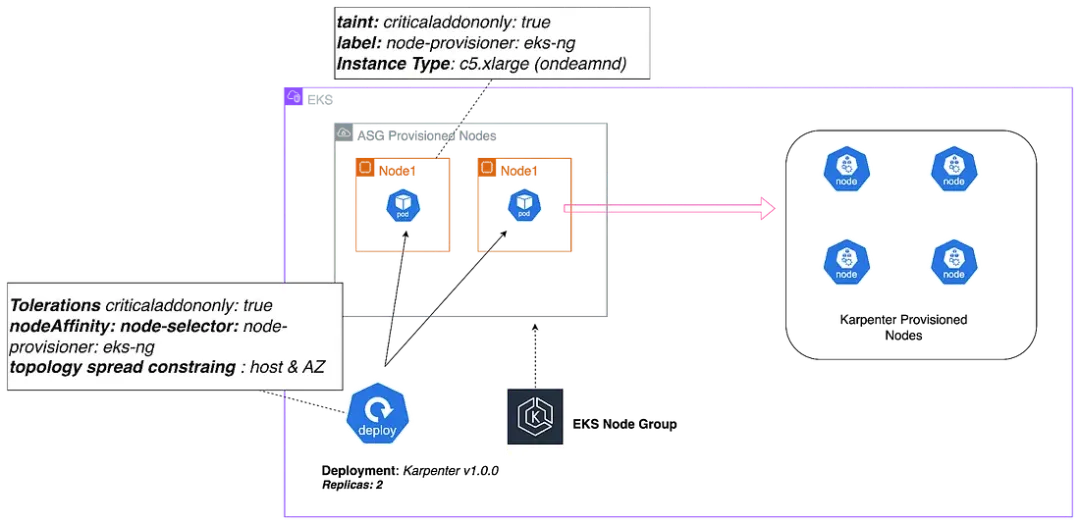 taint: criticaladdononly: true
label: node-provisioner: eks-ng
Instance Type: c5.xlarge (ondeamnd)
EKS
ASG Provisioned Nodes
Node1
Node1
pod
pod
node
node
node
node
Karpenter Provisioned
Nodes
Tolerations criticaladdononly: true
nodeAffinity: node-selector: node-
provisioner: eks-ng
topology spread constraing : host & AZ
deploy
K
EKS Node Group
Deployment: Karpenter v1.0.0
Replicas: 2